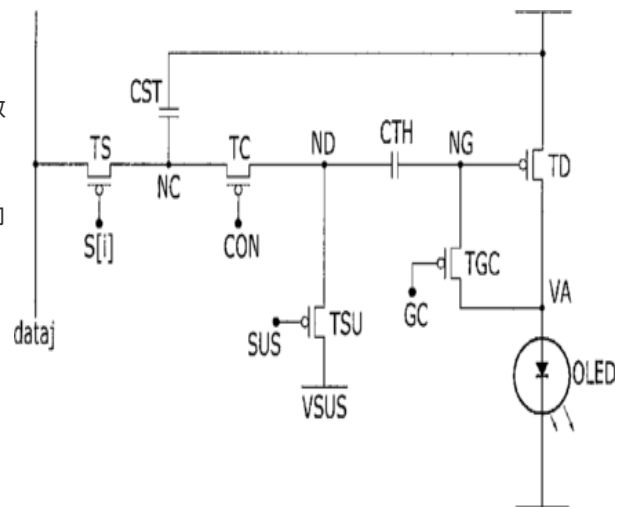 CST
TS
TC
ND
CTH
NG
TD
NC
S[i]
CON
TGC
GC
VA
dataj
SUS
TSU
VSUS
OLED